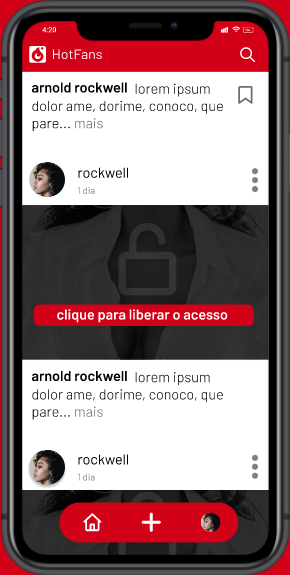 4:20
HotFans
arnold rockwell lorem ipsum
dolor ame, dorime, conoco, que
pare... mais
rockwell
1 dia
clique para liberar o acesso
arnold rockwell lorem ipsum
dolor ame, dorime, conoco, que
pare... mais
rockwell
1 dia